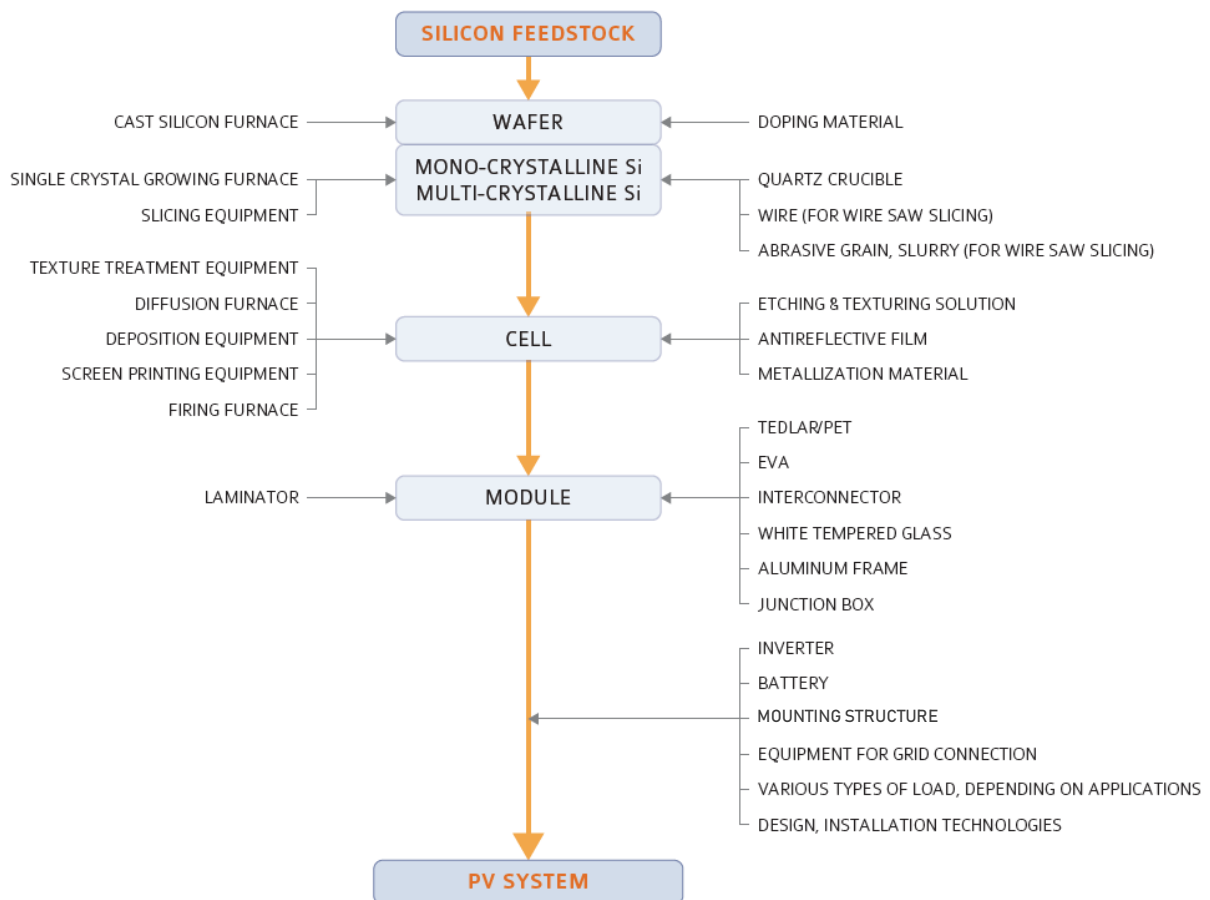 SILICON FEEDSTOCK
CAST SILICON FURNACE
WAFER
DOPING MATERIAL
SINGLE CRYSTAL GROWING FURNACE
SLICING EQUIPMENT
MONO-CRYSTALLINE Si
MULTI-CRYSTALLINE Si
QUARTZ CRUCIBLE
WIRE (FOR WIRE SAW SLICING)
ABRASIVE GRAIN, SLURRY (FOR WIRE SAW SLICING)
TEXTURE TREATMENT EQUIPMENT
DIFFUSION FURNACE
DEPOSITION EQUIPMENT
SCREEN PRINTING EQUIPMENT
FIRING FURNACE
CELL
ETCHING & TEXTURING SOLUTION
ANTIREFLECTIVE FILM
METALLIZATION MATERIAL
LAMINATOR
MODULE
TEDLAR/PET
EVA
INTERCONNECTOR
WHITE TEMPERED GLASS
ALUMINUM FRAME
JUNCTION BOX
INVERTER
BATTERY
MOUNTING STRUCTURE
EQUIPMENT FOR GRID CONNECTION
VARIOUS TYPES OF LOAD, DEPENDING ON APPLICATIONS
DESIGN, INSTALLATION TECHNOLOGIES
PV SYSTEM